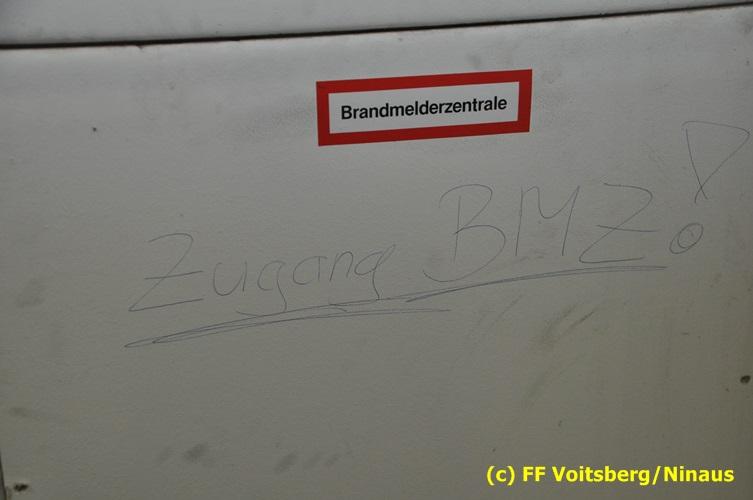 Brandmelderzentrale
Zugang BMZ!
(c) FF Voitsberg/Ninaus